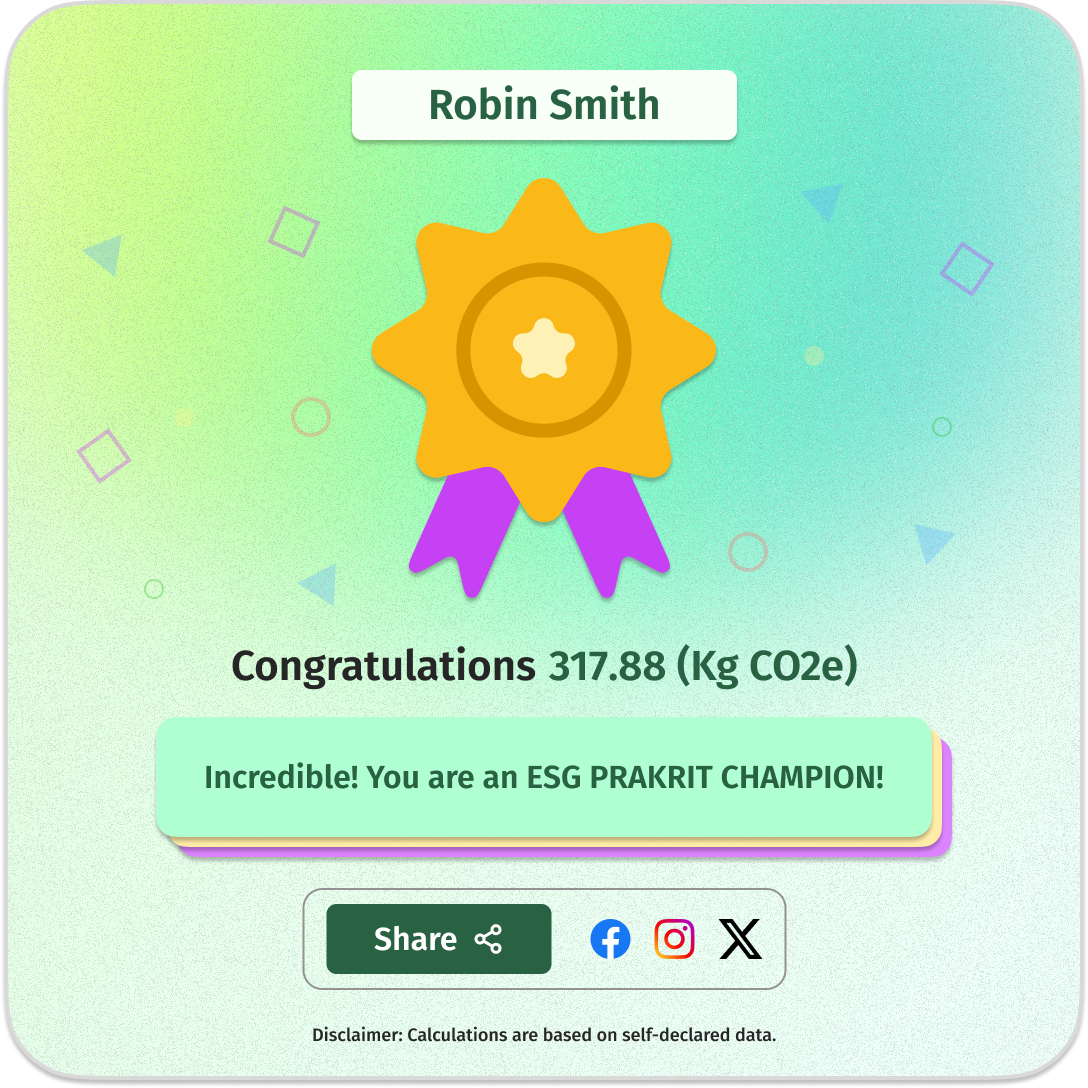 Robin Smith
Congratulations 317.88 (Kg CO2e)
Incredible! You are an ESG PRAKRIT CHAMPION!
Share
Disclaimer: Calculations are based on self-declared data.